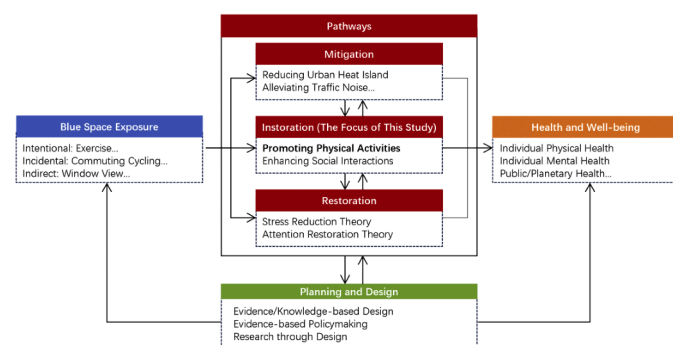 Pathways
Mitigation
Reducing Urban Heat Island
Alleviating Traffic Noise...
Blue Space Exposure
Intentional: Exercise...
Incidental: Commuting Cycling...
Indirect: Window View...
Instoration (The Focus of This Study)
Promoting Physical Activities
Enhancing Social Interactions
Health and Well-being
Individual Physical Health
Individual Mental Health
Public/Planetary Health...
Restoration
Stress Reduction Theory
Attention Restoration Theory
Planning and Design
Evidence/Knowledge-based Design
Evidence-based Policymaking
Research through Design